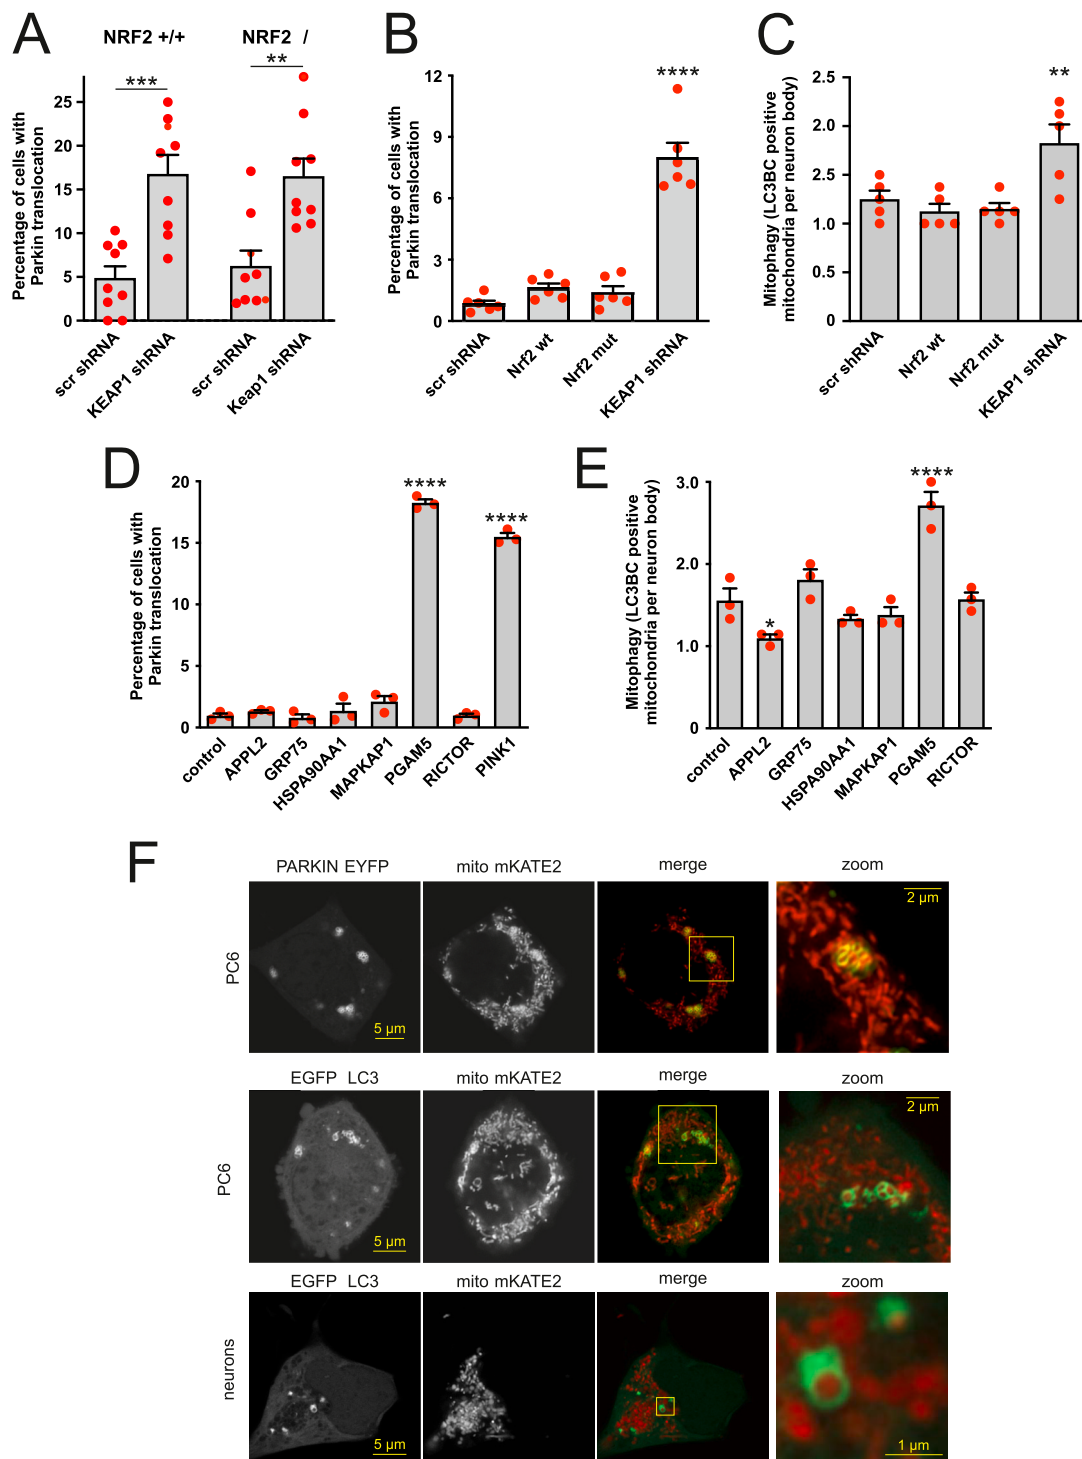 A
NRF2 +/+
NRF2 /
***
**
Percentage of cells with
Parkin translocation
25
20
15
10
5
0
scr shRNA
KEAP1 shRNA
scr shRNA
Keap1 shRNA
B
****
Percentage of cells with
Parkin translocation
12
9
6
3
0
scr shRNA
Nrf2 wt
Nrf2 mut
KEAP1 shRNA
C
**
Mitophagy (LC3BC positive
mitochondria per neuron body)
2.5
2.0
2.5
1.0
0.5
0
scr shRNA
Nrf2 wt
Nrf2 mut
KEAP1 shRNA
D
****
****
Percentage of cells with
Parkin translocation
20
15
10
5
0
control
APPL2
GRP75
HSPA90AA1
MAPKAP1
PGAM5
RICTOR
PINK1
E
****
*
Mitophagy (LC3BC positive
mitochondria per neuron body)
3.0
2.0
1.0
0
control
APPL2
GRP75
HSPA90AA1
MAPKAP1
PGAM5
RICTOR
F
PARKIN EYFP
mito mKATE2
merge
zoom
PC6
5 µm
2 µm
EGFP LC3
mito mKATE2
merge
zoom
PC6
5 µm
2 µm
EGFP LC3
mito mKATE2
merge
zoom
neurons
5 µm
1 µm